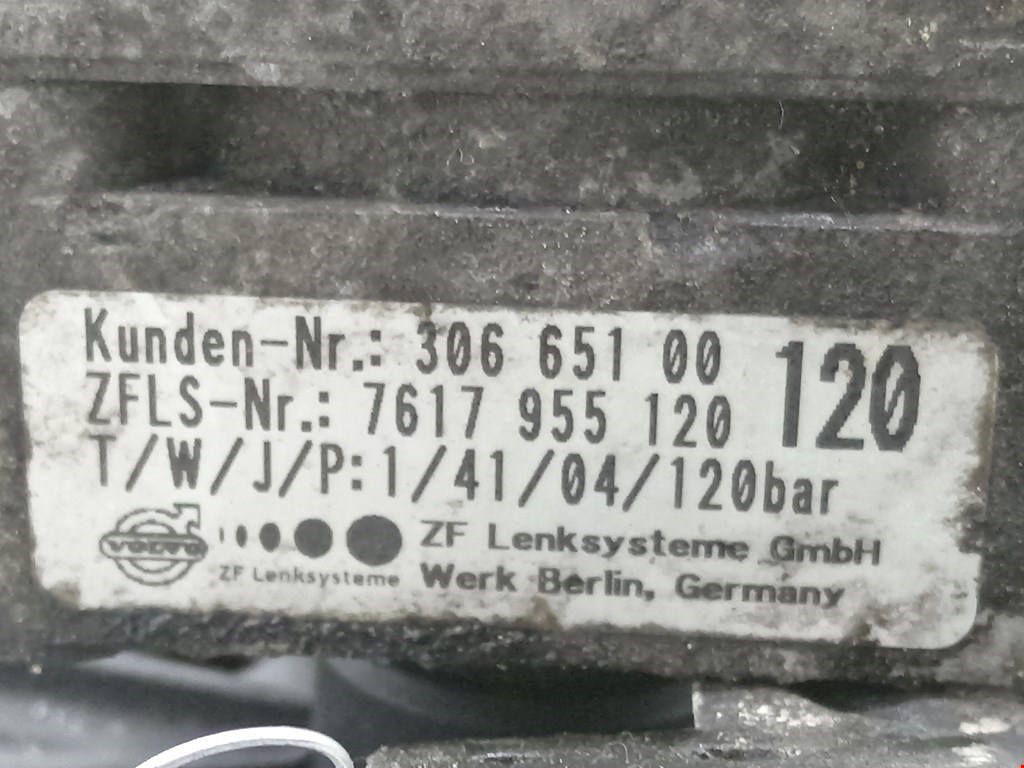 Kunden-Nr.: 306 651 00
ZFLS-Nr.: 7617 955 120
120
T/W/J/P:1/41/04/120bar
VOLVO
ZF Lenksysteme
ZF Lenksysteme GmbH
Werk Berlin, Germany